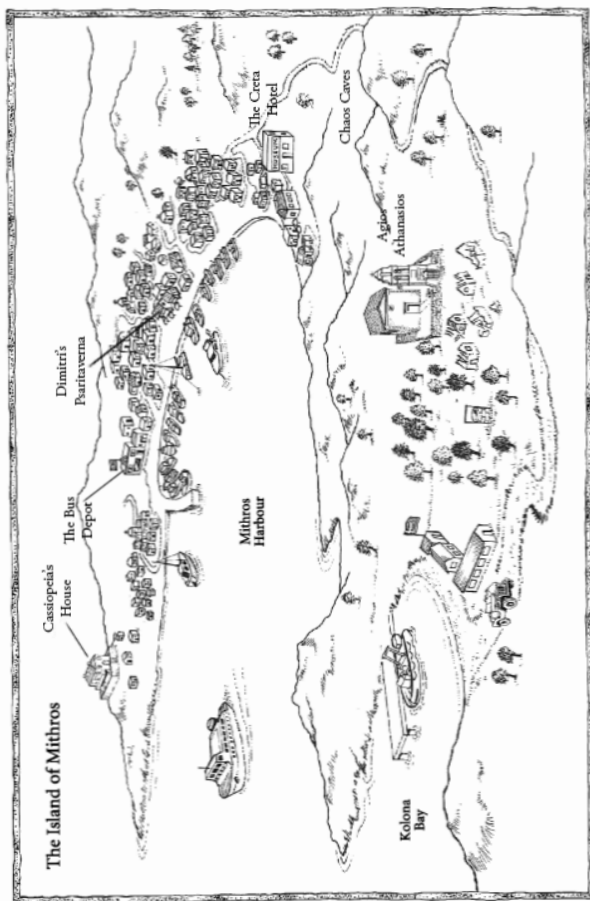 The Island of Mithros
Cassiopeia's
House
The Bus
Depot
Dimitri's
Psaritaverna
The Creta
Hotel
Mithros
Harbour
Chaos Caves
Agios
Athanasios
Kolona
Bay